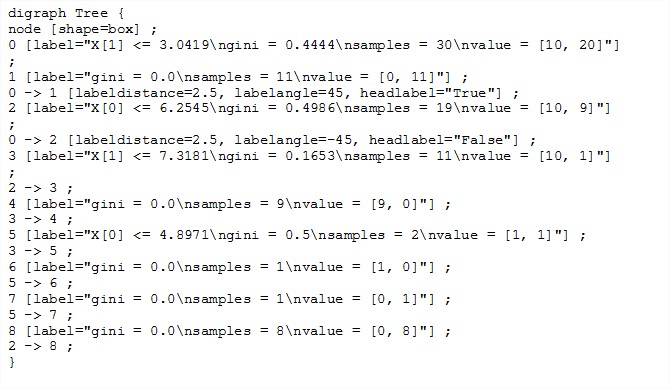 digraph Tree {
node [shape=box] ;
0 [label="X[1] <= 3.0419\ngini = 0.4444\nsamples = 30\nvalue = [10, 20]"]
;
1 [label="gini = 0.0\nsamples = 11\nvalue = [0, 11]"] ;
0 -> 1 [labeldistance=2.5, labelangle=45, headlabel="True"] ;
2 [label="X[0] <= 6.2545\ngini = 0.4986\nsamples = 19\nvalue = [10, 9]"]
;
0 -> 2 [labeldistance=2.5, labelangle=-45, headlabel="False"] ;
3 [label="X[1] <= 7.3181\ngini = 0.1653\nsamples = 11\nvalue = [10, 1]"]
;
2 -> 3 ;
4 [label="gini = 0.0\nsamples = 9\nvalue = [9, 0]"] ;
3 -> 4 ;
5 [label="X[0] <= 4.8971\ngini = 0.5\nsamples = 2\nvalue = [1, 1]"] ;
3 -> 5 ;
6 [label="gini = 0.0\nsamples = 1\nvalue = [1, 0]"] ;
5 -> 6 ;
7 [label="gini = 0.0\nsamples = 1\nvalue = [0, 1]"] ;
5 -> 7 ;
8 [label="gini = 0.0\nsamples = 8\nvalue = [0, 8]"] ;
2 -> 8 ;
}